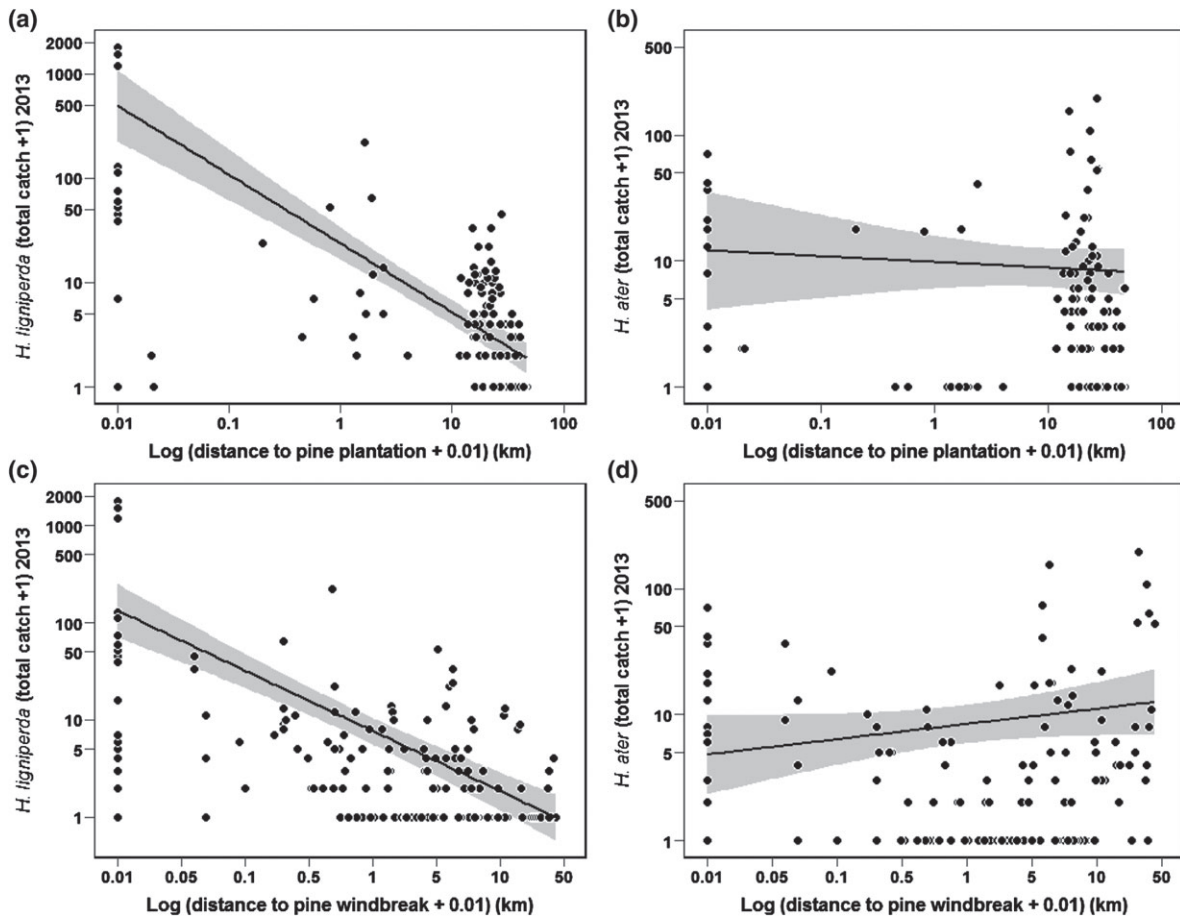 (a)
H. ligniperda (total catch +1) 2013
2000
1000
500
100
50
10
5
1
0.01 0.1 1 10 100
Log (distance to pine plantation + 0.01) (km)
(b)
H. ater (total catch +1) 2013
500
100
50
10
5
1
0.01 0.1 1 10 100
Log (distance to pine plantation + 0.01) (km)
(c)
H. ligniperda (total catch +1) 2013
2000
1000
500
100
50
10
5
1
0.01 0.05 0.1 0.5 1 5 10 50
Log (distance to pine windbreak + 0.01) (km)
(d)
H. ater (total catch +1) 2013
500
100
50
10
5
1
0.01 0.05 0.1 0.5 1 5 10 50
Log (distance to pine windbreak + 0.01) (km)